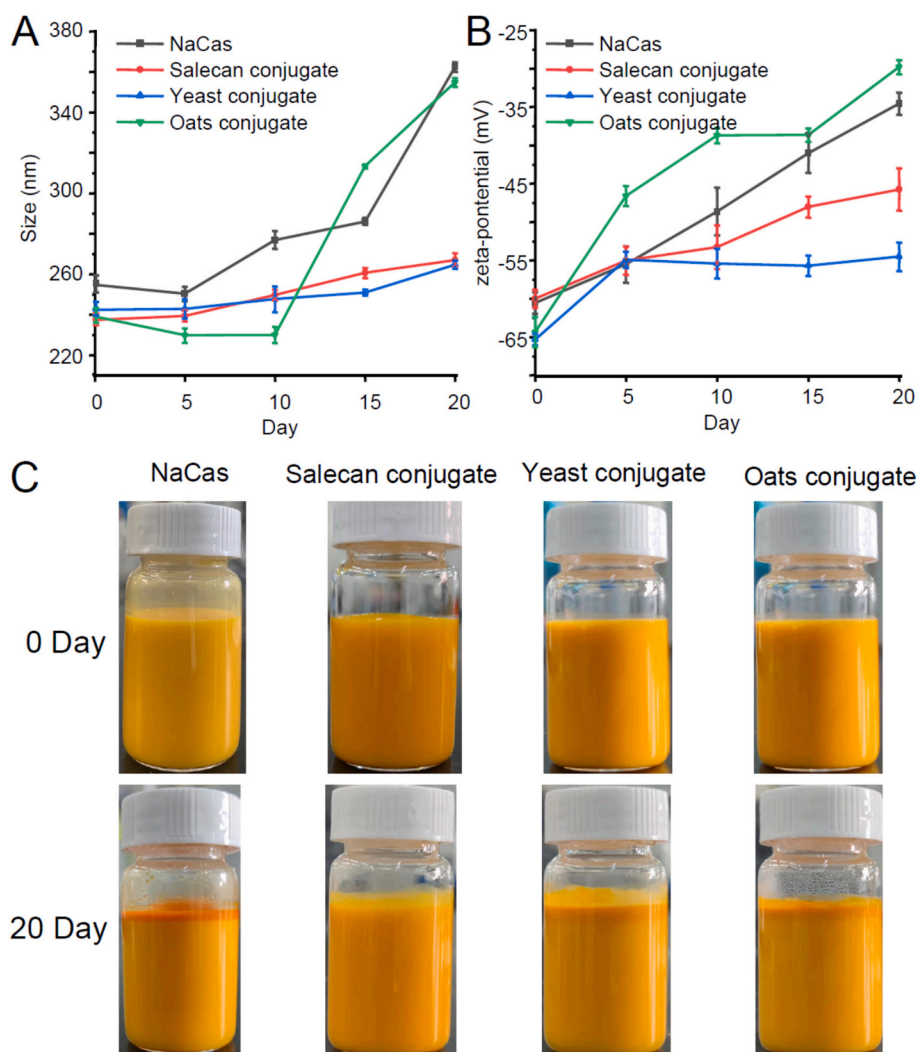 A
380
340
300
260
220
Size (nm)
NaCas
Salecan conjugate
Yeast conjugate
Oats conjugate
0 5 10 15 20
Day
B
-25
-35
-45
-55
-65
zeta-pontential (mV)
NaCas
Salecan conjugate
Yeast conjugate
Oats conjugate
0 5 10 15 20
Day
C
NaCas Salecan conjugate Yeast conjugate Oats conjugate
0 Day
20 Day